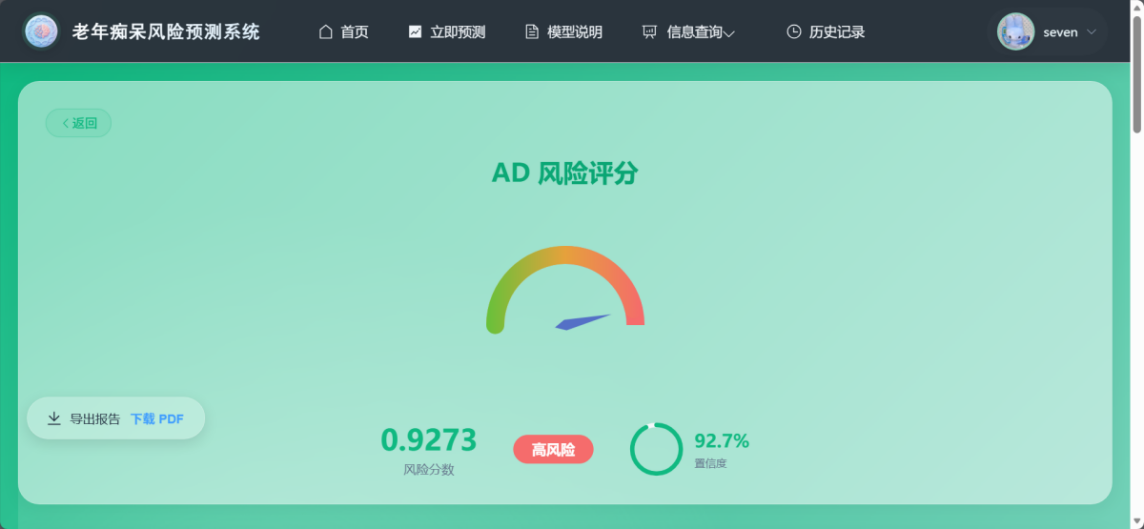 老年痴呆风险预测系统 首页 立即预测 模型说明 信息查询 历史记录 seven
返回
AD 风险评分
导出报告 下载 PDF
0.9273 高风险 92.7%
风险分数 置信度